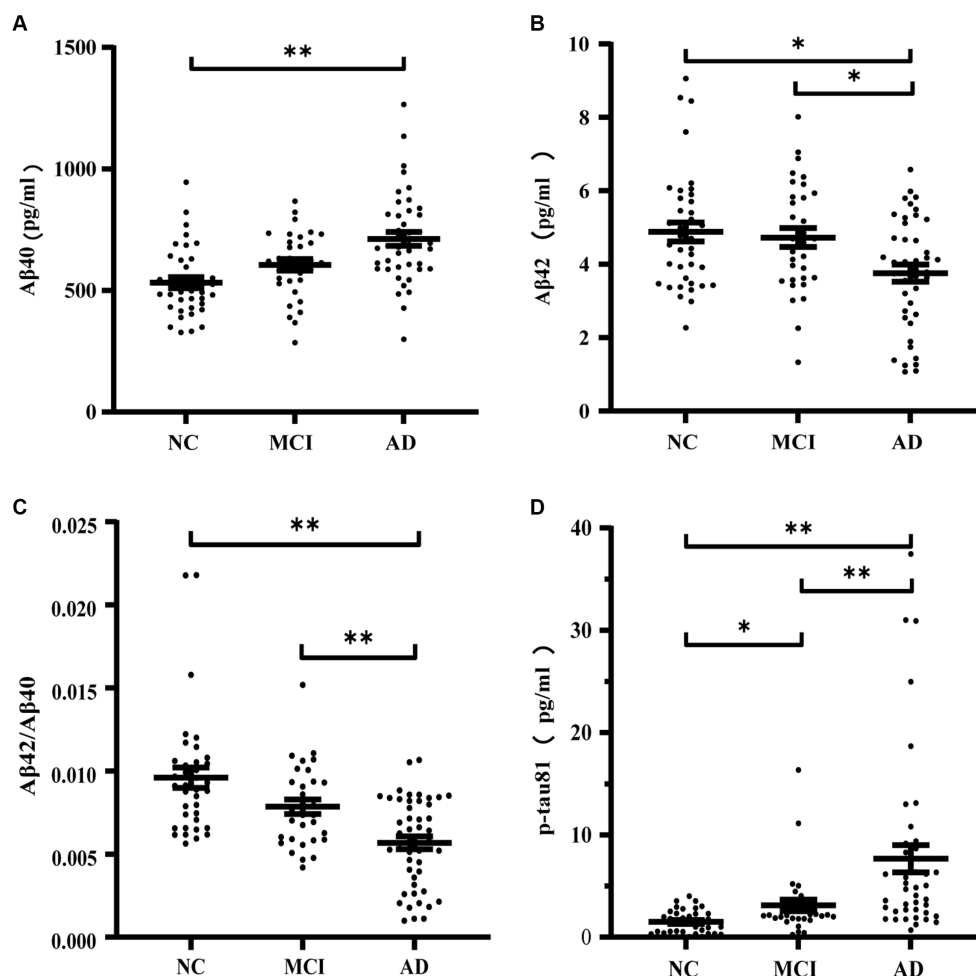 A
Aβ40 (pg/ml)
1500
1000
500
0
**
NC MCI AD
B
Aβ42 (pg/ml)
10
8
6
4
2
0
*
*
NC MCI AD
C
Aβ42/Aβ40
0.025
0.020
0.015
0.010
0.005
0.000
**
**
NC MCI AD
D
p-tau81 (pg/ml)
40
30
20
10
0
**
**
*
NC MCI AD